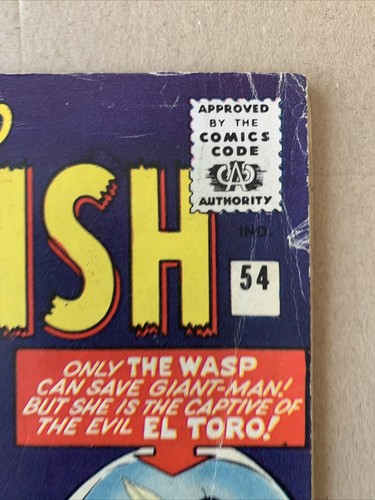 APPROVED
BY THE
COMICS
CODE
CA
AUTHORITY
IND.
ISH
54
ONLY THE WASP
CAN SAVE GIANT-MAN!
BUT SHE IS THE CAPTIVE OF
THE EVIL EL TORO!